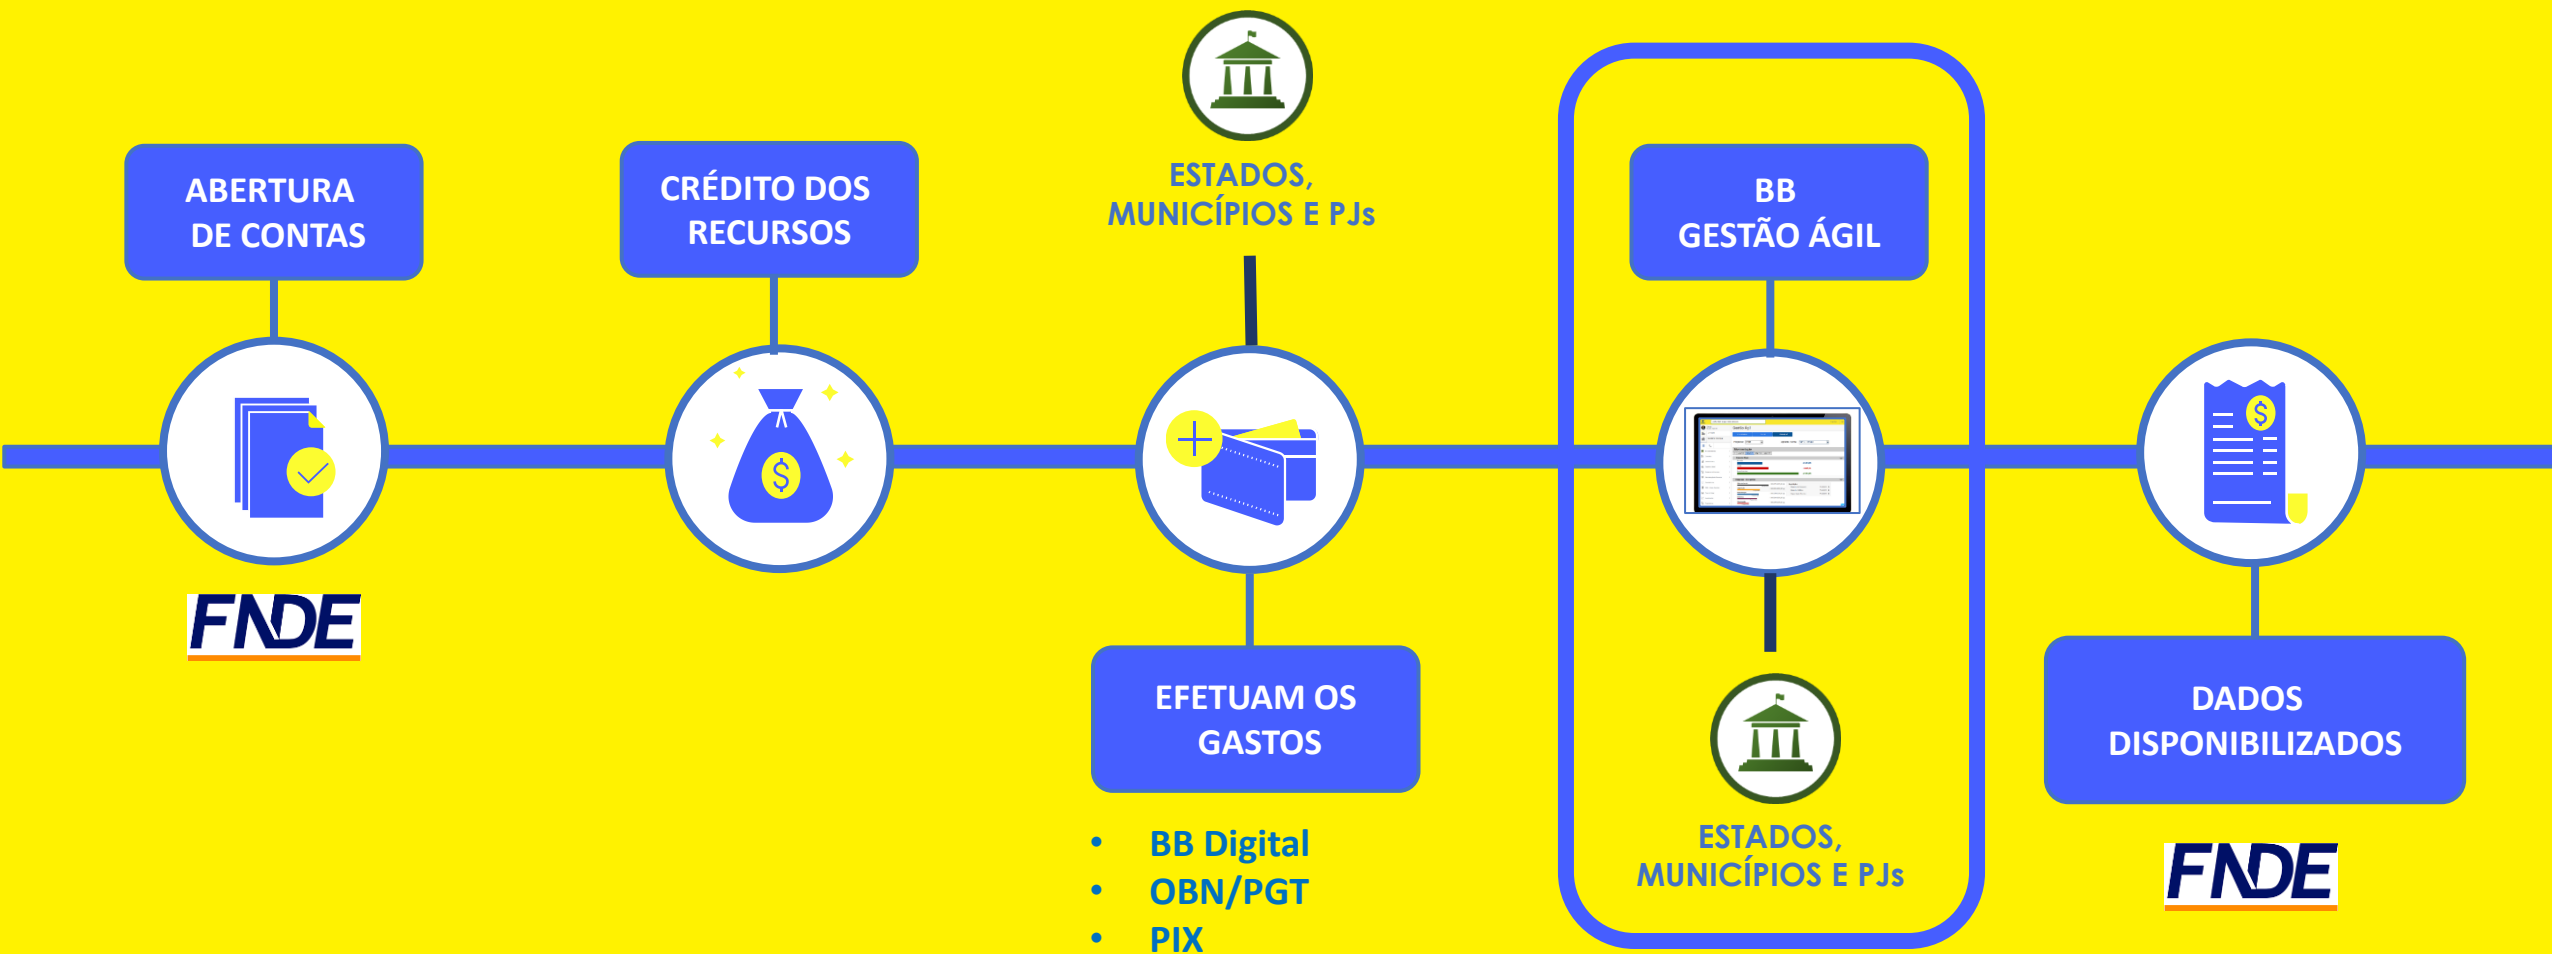 ABERTURA
DE CONTAS
FNDE
CRÉDITO DOS
RECURSOS
$
ESTADOS,
MUNICÍPIOS E PJs
EFETUAM OS
GASTOS
• BB Digital
• OBN/PGT
• PIX
BB
GESTÃO ÁGIL
ESTADOS,
MUNICÍPIOS E PJs
$
DADOS
DISPONIBILIZADOS
FNDE